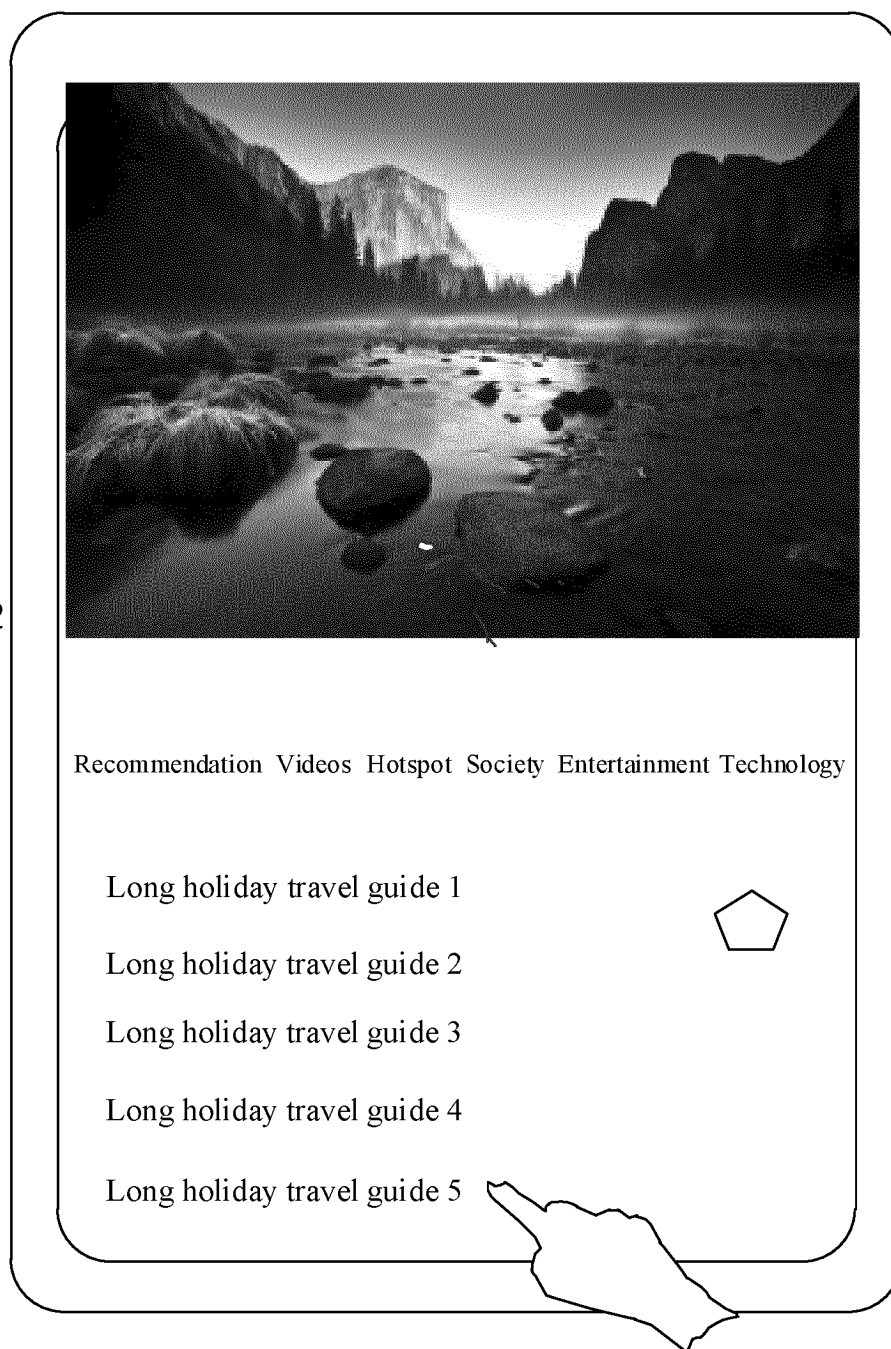 Recommendation Videos Hotspot Society Entertainment Technology
Long holiday travel guide 1
Long holiday travel guide 2
Long holiday travel guide 3
Long holiday travel guide 4
Long holiday travel guide 5